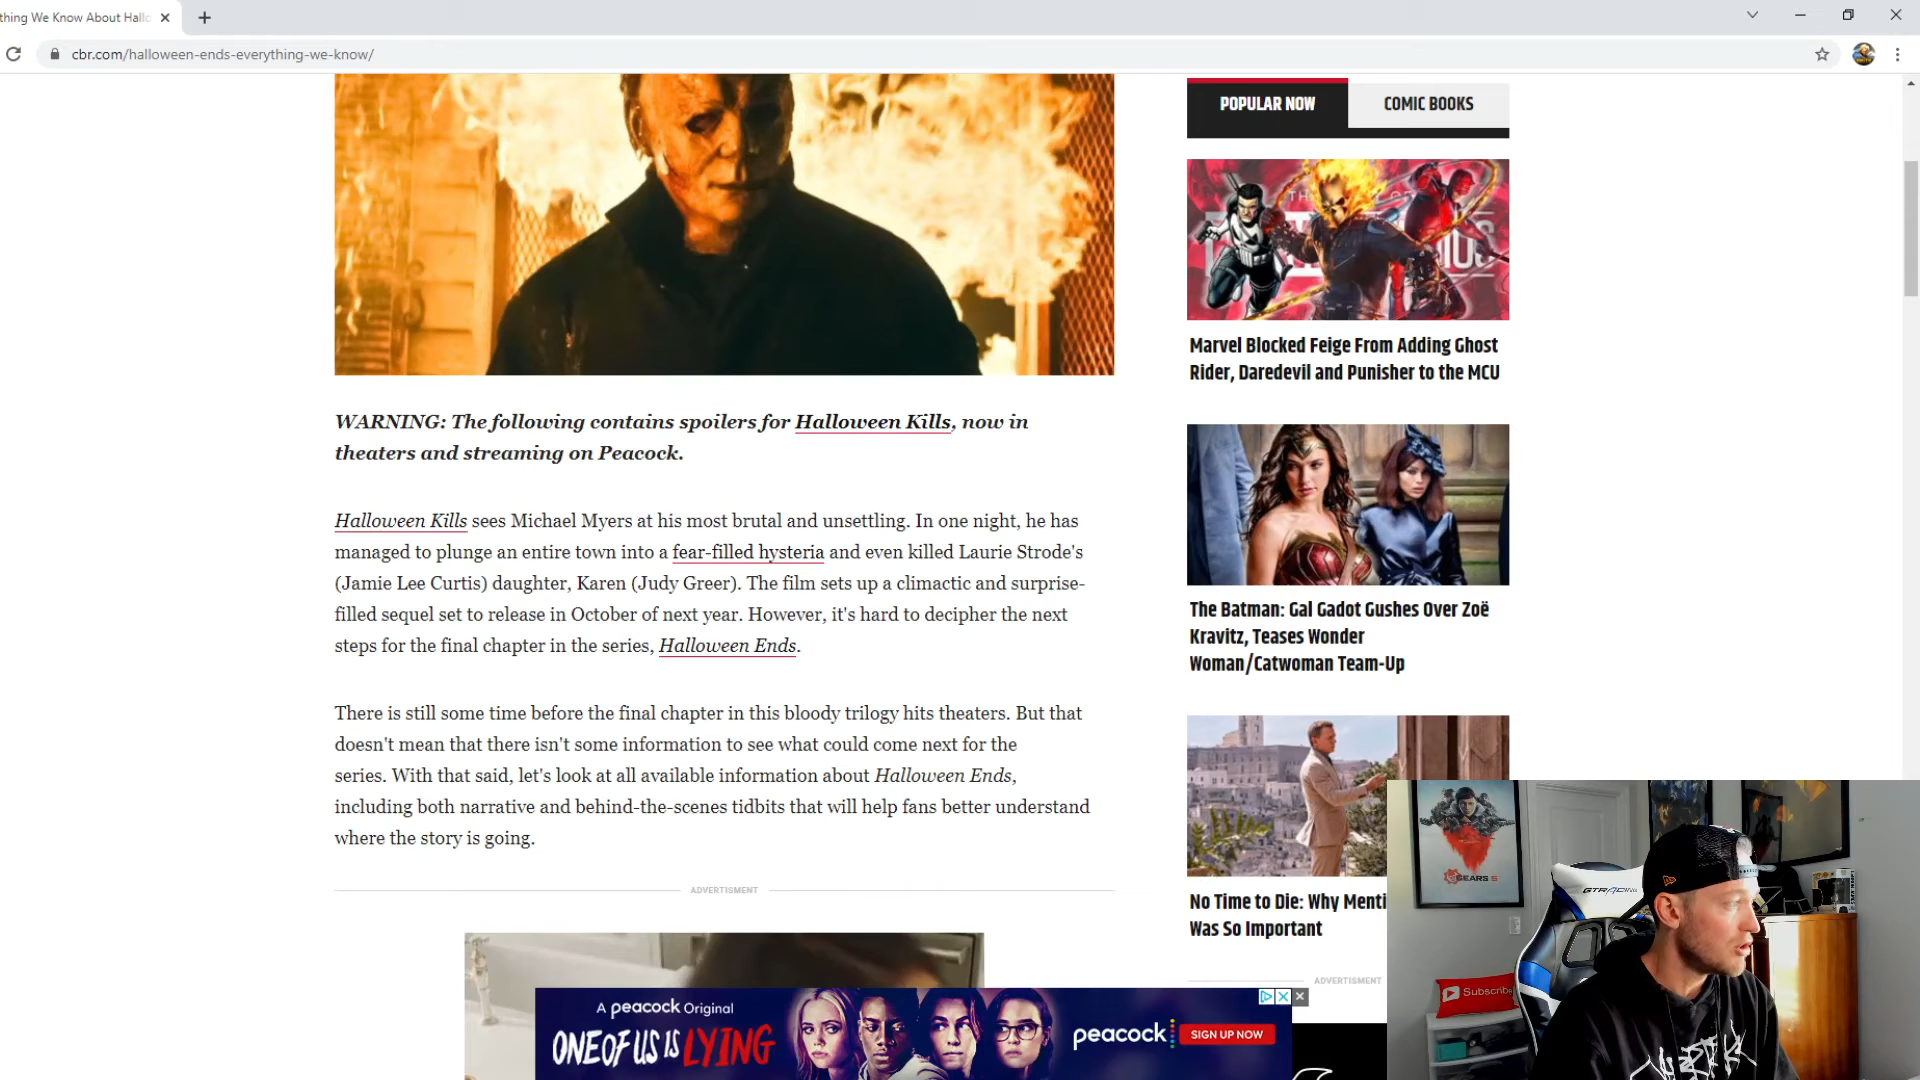 thing We Know About Hallo
cbr.com/halloween-ends-everything-we-know/
POPULAR NOW
COMIC BOOKS
Marvel Blocked Feige From Adding Ghost
Rider, Daredevil and Punisher to the MCU
WARNING: The following contains spoilers for Halloween Kills, now in
theaters and streaming on Peacock.
Halloween Kills sees Michael Myers at his most brutal and unsettling. In one night, he has
managed to plunge an entire town into a fear-filled hysteria and even killed Laurie Strode's
(Jamie Lee Curtis) daughter, Karen (Judy Greer). The film sets up a climactic and surprise-
filled sequel set to release in October of next year. However, it's hard to decipher the next
steps for the final chapter in the series, Halloween Ends.
The Batman: Gal Gadot Gushes Over Zoë
Kravitz, Teases Wonder
Woman/Catwoman Team-Up
There is still some time before the final chapter in this bloody trilogy hits theaters. But that
doesn't mean that there isn't some information to see what could come next for the
series. With that said, let's look at all available information about Halloween Ends,
including both narrative and behind-the-scenes tidbits that will help fans better understand
where the story is going.
ADVERTISMENT
No Time to Die: Why Menti
Was So Important
ADVERTISMENT
A peacock Original
ONE OF US IS LYING
peacock
SIGN UP NOW
GEARS 5
GTRACING
Subscribe